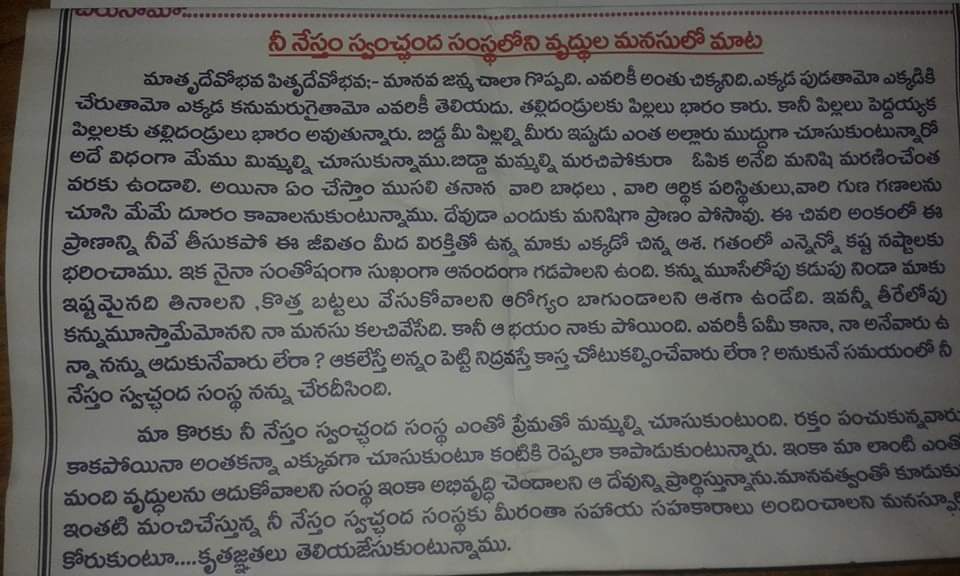 చిరునామా:
నీ నేస్తం స్వంచ్ఛంద సంస్థలోని వృద్ధుల మనసులో మాట
మాతృదేవోభవ పితృదేవోభవ;- మానవ జన్మ చాలా గొప్పది. ఎవరికీ అంతు చిక్కనిది.ఎక్కడ పుడతామో ఎక్కడికి
చేరుతామో ఎక్కడ కనుమరుగైతామో ఎవరికీ తెలియదు. తల్లిదండ్రులకు పిల్లలు భారం కారు. కానీ పిల్లలు పెద్దయ్యక
పిల్లలకు తల్లిదండ్రులు భారం అవుతున్నారు. బిడ్డ మీ పిల్లల్ని మీరు ఇప్పడు ఎంత అల్లారు ముద్దుగా చూసుకుంటున్నారో
అదే విధంగా మేము మిమ్మల్ని చూసుకున్నాము.బిడ్డా మమ్మల్ని మరచిపోకురా ఓపిక అనేది మనిషి మరణించేంత
వరకు ఉండాలి. అయినా ఏం చేస్తాం ముసలి తనాన వారి బాధలు , వారి ఆర్థిక పరిస్థితులు,వారి గుణ గణాలను
చూసి మేమే దూరం కావాలనుకుంటున్నాము. దేవుడా ఎందుకు మనిషిగా ప్రాణం పోసావు. ఈ చివరి అంకంలో ఈ
ప్రాణాన్ని నీవే తీసుకపో ఈ జీవితం మీద విరక్తితో ఉన్న మాకు ఎక్కడో చిన్న ఆశ. గతంలో ఎన్నెన్నో కష్ట నష్టాలకు
భరించాము. ఇక నైనా సంతోషంగా సుఖంగా ఆనందంగా గడపాలని ఉంది. కన్ను మూసేలోపు కడుపు నిండా మాకు
ఇష్టమైనది తినాలని ,కొత్త బట్టలు వేసుకోవాలని ఆరోగ్యం బాగుండాలని ఆశగా ఉండేది. ఇవన్నీ తీరేలోపు
కన్నుమూస్తామేమోనని నా మనసు కలచివేసేది. కానీ ఆ భయం నాకు పోయింది. ఎవరికీ ఏమీ కానా, నా అనేవారు ఉ
న్నా నన్ను ఆదుకునేవారు లేరా ? ఆకలేస్తే అన్నం పెట్టి నిద్రవస్తే కాస్త చోటుకల్పించేవారు లేరా ? అనుకునే సమయంలో నీ
నేస్తం స్వచ్ఛంద సంస్థ నన్ను చేరదీసింది.
మా కొరకు నీ నేస్తం స్వంచ్ఛంద సంస్థ ఎంతో ప్రేమతో మమ్మల్ని చూసుకుంటుంది. రక్తం పంచుకున్నవారు
కాకపోయినా అంతకన్నా ఎక్కువగా చూసుకుంటూ కంటికి రెప్పలా కాపాడుకుంటున్నారు. ఇంకా మా లాంటి ఎంతో
మంది వృద్ధులను ఆదుకోవాలని సంస్థ ఇంకా అభివృద్ధి చెందాలని ఆ దేవున్ని ప్రార్థిస్తున్నాను.మానవత్వంతో కూడుకు
ఇంతటి మంచిచేస్తున్న నీ నేస్తం స్వచ్ఛంద సంస్థకు మీరంతా సహాయ సహకారాలు అందించాలని
కోరుకుంటూ....కృతజ్ఞతలు తెలియజేసుకుంటున్నాము.